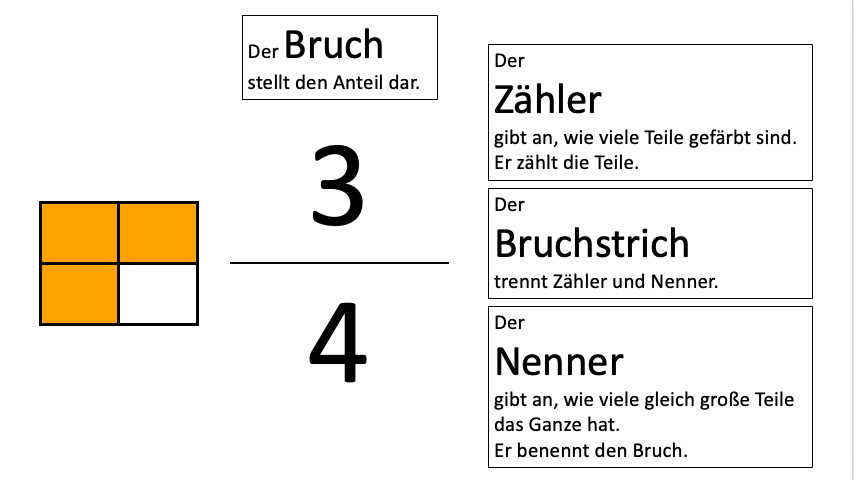 Der Bruch
stellt den Anteil dar.
3
4
Der
Zähler
gibt an, wie viele Teile gefärbt sind.
Er zählt die Teile.
Der
Bruchstrich
trennt Zähler und Nenner.
Der
Nenner
gibt an, wie viele gleich große Teile
das Ganze hat.
Er benennt den Bruch.